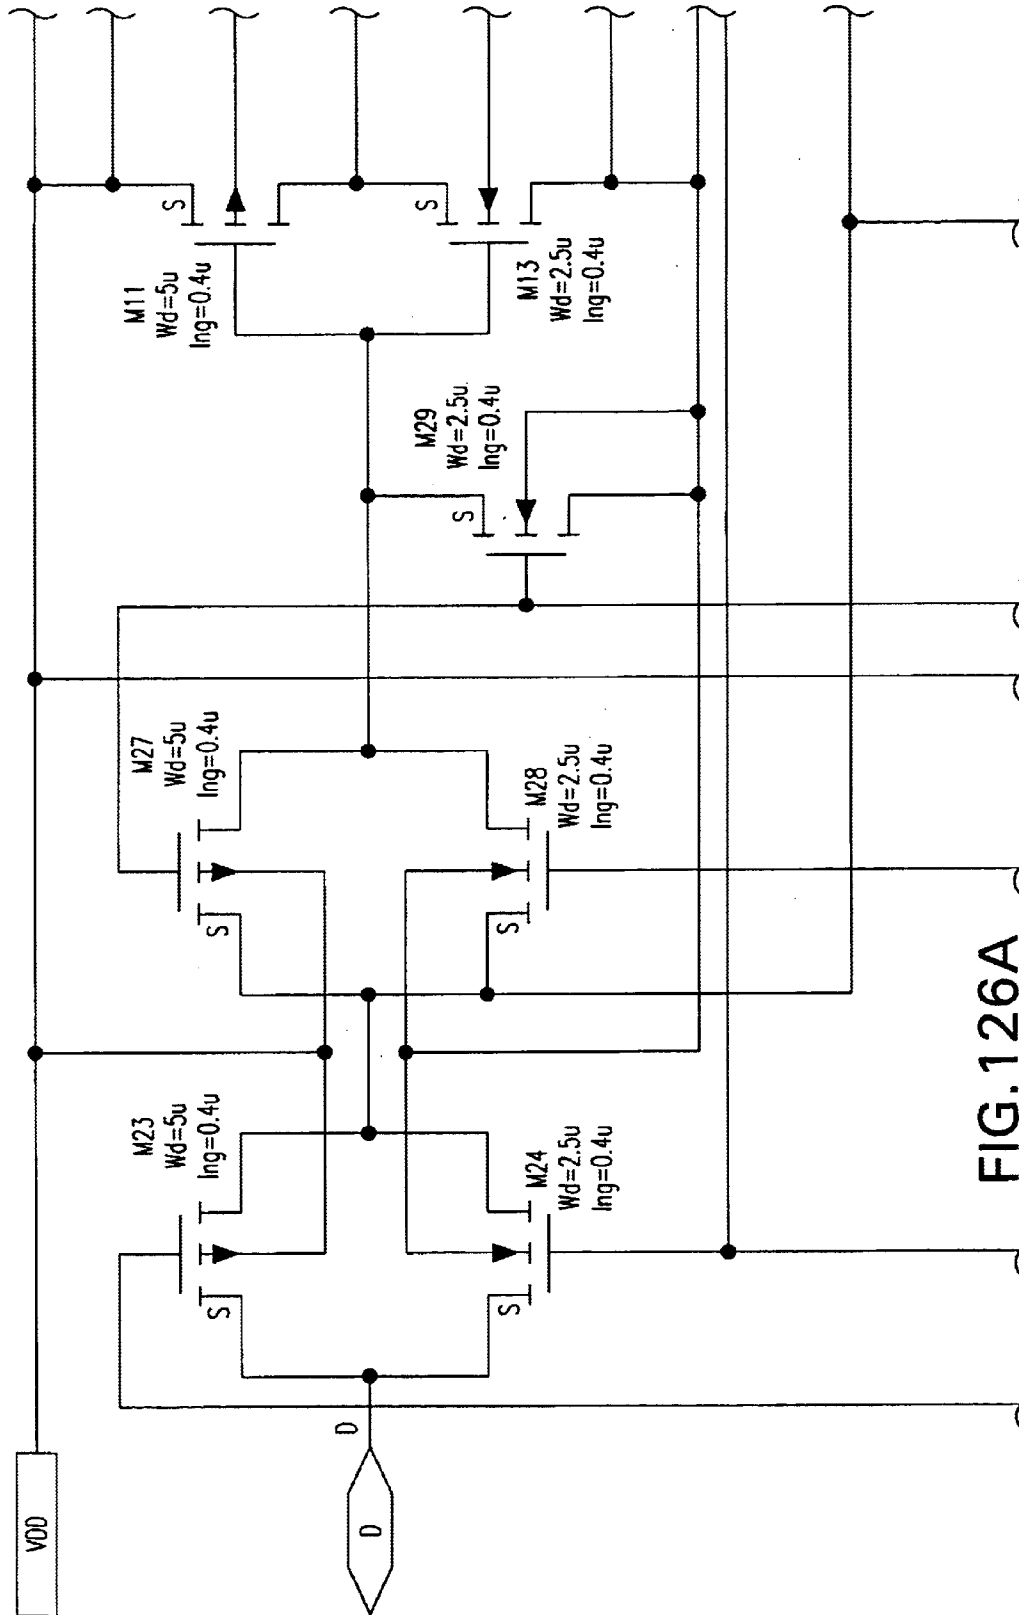 VDD
D
D
M23
Wd=5u
lng=0.4u
S
M24
Wd=2.5u
lng=0.4u
S
M27
Wd=5u
lng=0.4u
S
M28
Wd=2.5u
lng=0.4u
S
M29
Wd=2.5u
lng=0.4u
S
M11
Wd=5u
lng=0.4u
S
M13
Wd=2.5u
lng=0.4u
S
FIG.126A